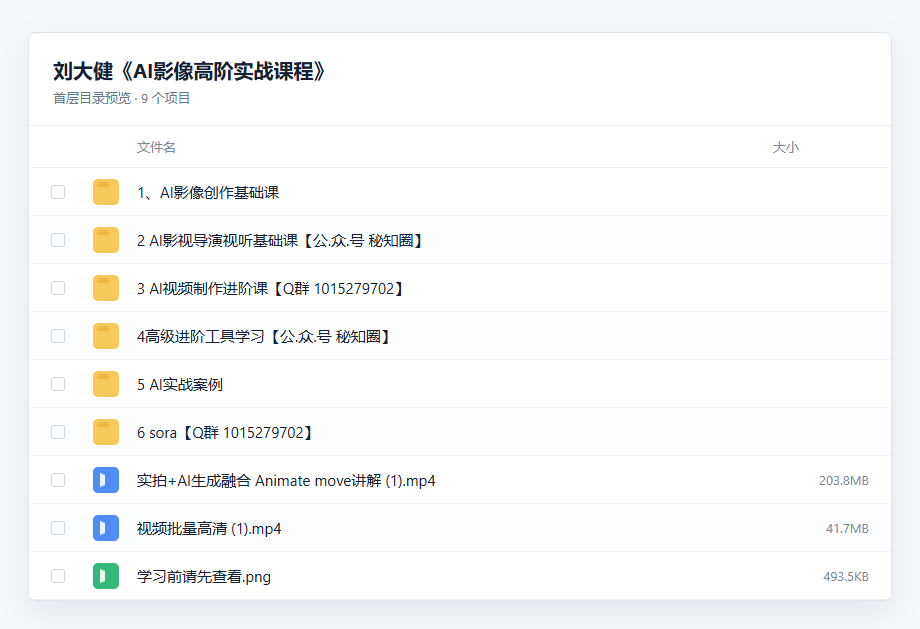 刘大健《AI影像高阶实战课程》
首层目录预览 · 9 个项目
文件名 大小
1、AI影像创作基础课
2 AI影视导演视听基础课【公.众.号 秘知圈】
3 AI视频制作进阶课【Q群 1015279702】
4高级进阶工具学习【公.众.号 秘知圈】
5 AI实战案例
6 sora【Q群 1015279702】
实拍+AI生成融合 Animate move讲解 (1).mp4 203.8MB
视频批量高清 (1).mp4 41.7MB
学习前请先查看.png 493.5KB